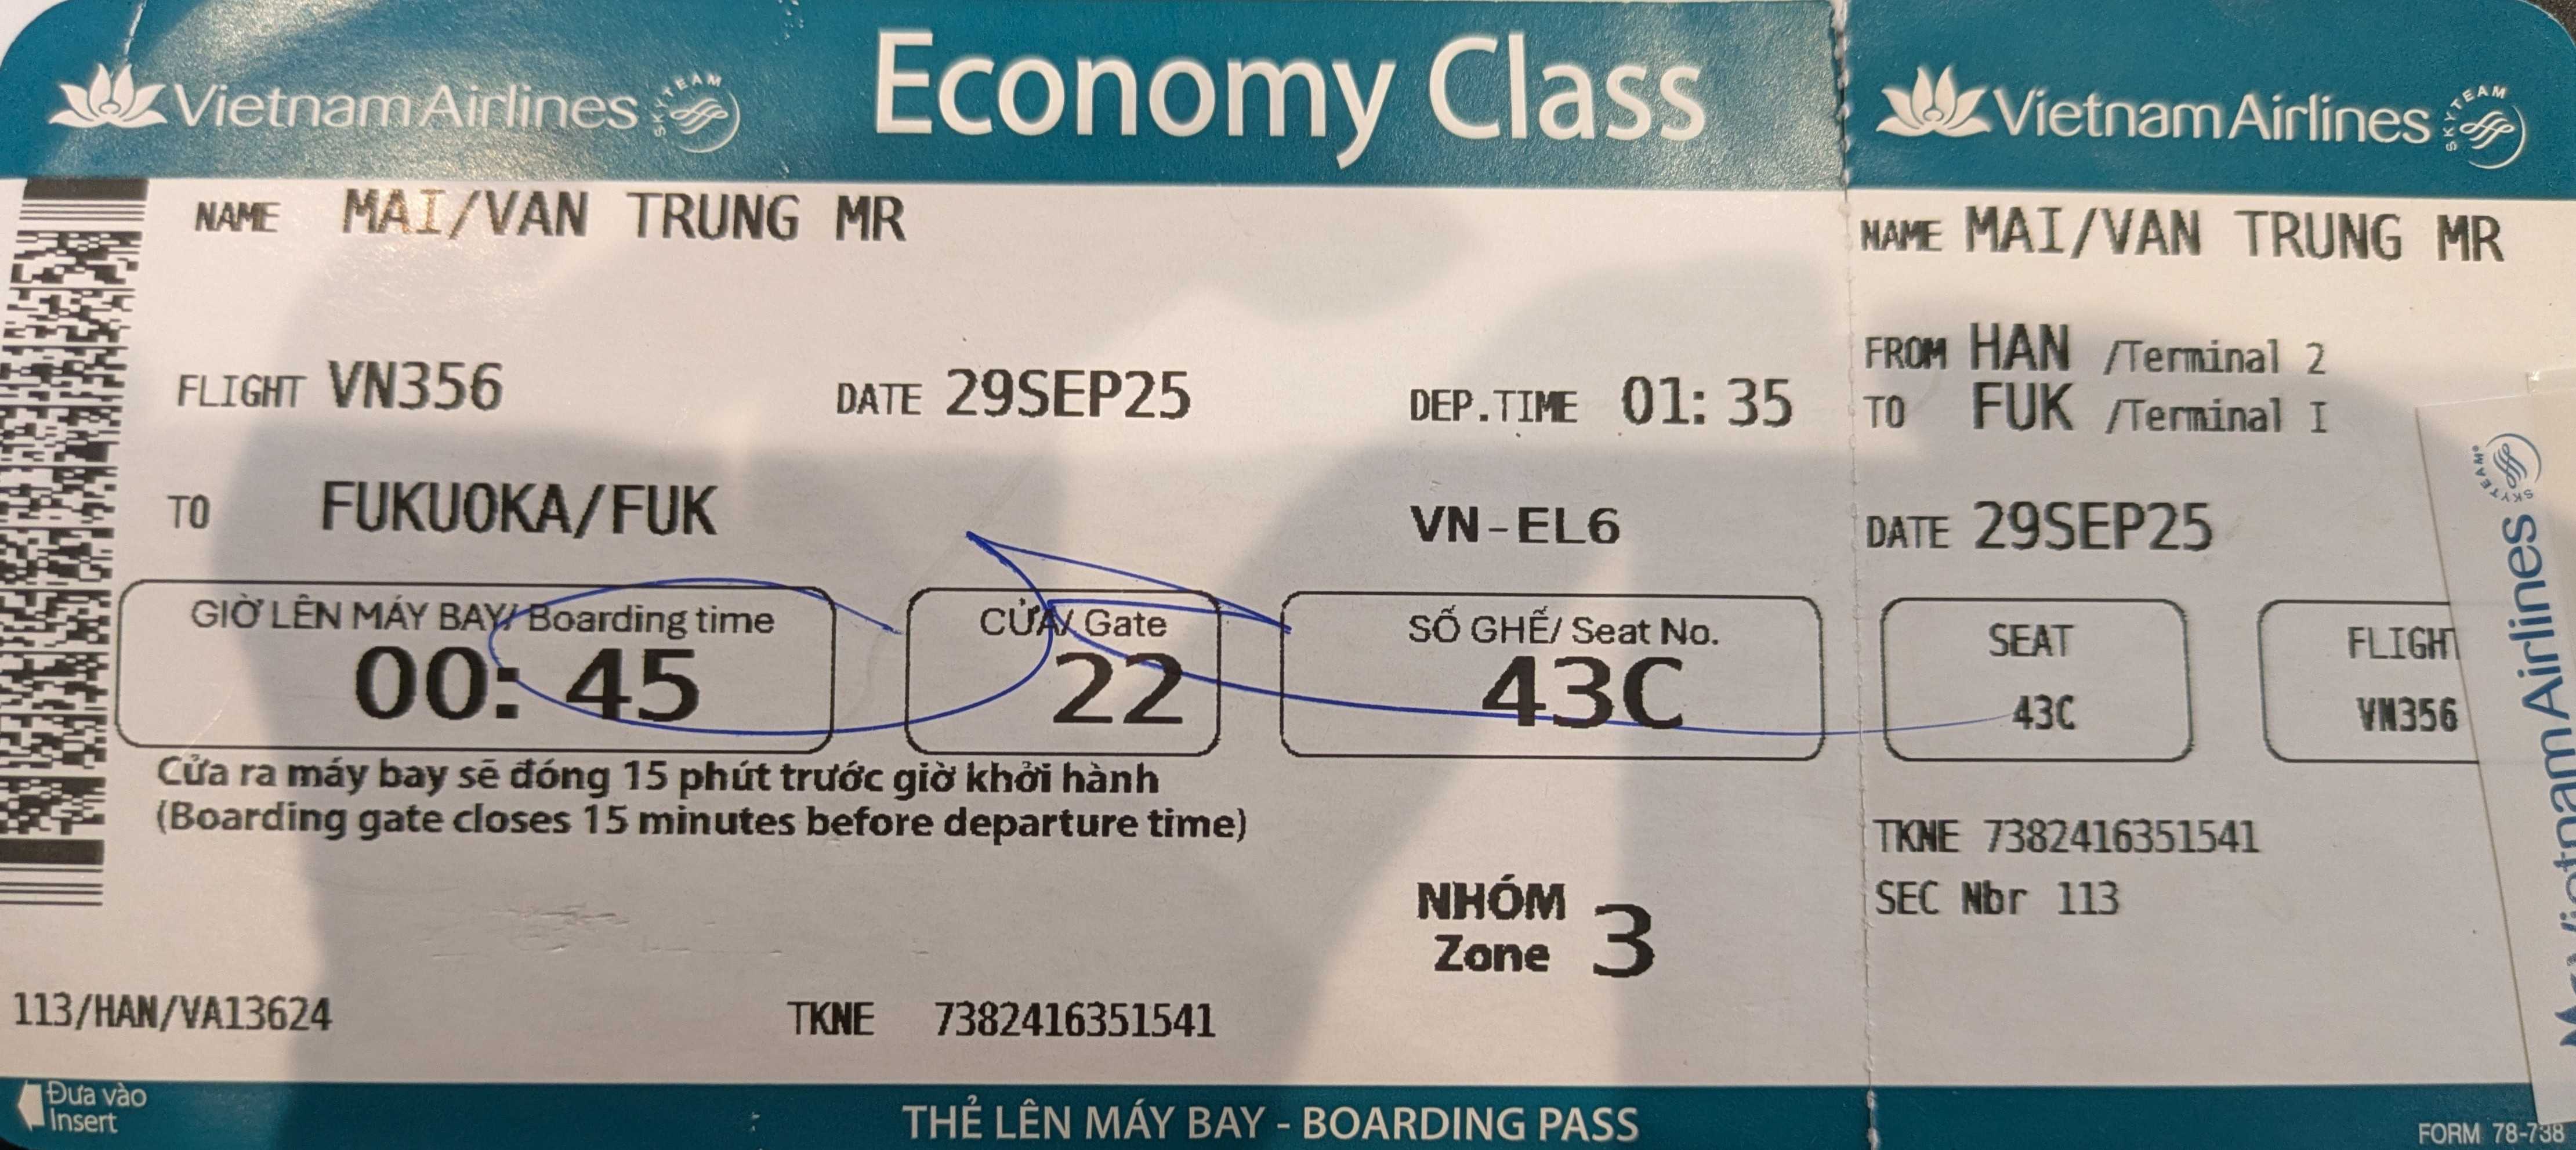 VietnamAirlines SKYTEAM
Economy Class
NAME MAI/VAN TRUNG MR
FLIGHT VN356 DATE 29SEP25 DEP.TIME 01: 35
TO FUKUOKA/FUK VN-EL6
GIỜ LÊN MÁY BAY/ Boarding time
00: 45
CỬA/ Gate
22
SỐ GHẾ/ Seat No.
43C
Cửa ra máy bay sẽ đóng 15 phút trước giờ khởi hành
(Boarding gate closes 15 minutes before departure time)
NHÓM
Zone 3
113/HAN/VA13624 TKNE 7382416351541
Đưa vào
Insert
THẺ LÊN MÁY BAY - BOARDING PASS
VietnamAirlines SKYTEAM
NAME MAI/VAN TRUNG MR
FROM HAN /Terminal 2
TO FUK /Terminal I
DATE 29SEP25
SEAT
43C
FLIGHT
VN356
TKNE 7382416351541
SEC Nbr 113
FORM 78-738
SKYTEAM
Vietnam Airlines